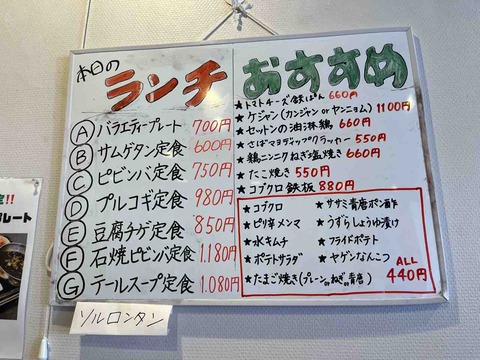 本日の
ランチ
Ⓐ バラエティープレート 700円
Ⓑ サムゲタン定食 600円
Ⓒ ピビンバ定食 750円
Ⓓ プルコギ定食 980円
Ⓔ 豆腐チゲ定食 850円
Ⓕ 石焼ピビンバ定食 1.180円
Ⓖ テールスープ定食 1.080円
ソルロンタン
おすすめ
★トマトチーズ鉄ぱん 660円
★ケジャン(カンジャン or ヤンニョム) 1100円
★セットンの油淋鶏 660円
★さばマヨディップクラッカー 550円
★鶏ニンニクねぎ塩焼き 660円
★たこ焼き 550円
★コプクロ鉄板 880円
★コブクロ ★ササミ青唐ポン酢
★ピリ辛メンマ ★うずらしょうゆ漬け
★水キムチ ★フライドポテト
★ポテトサラダ ★ヤゲンなんこつ
★たまご焼き(プレーン or ねぎ or 青唐)
ALL
440円
レート